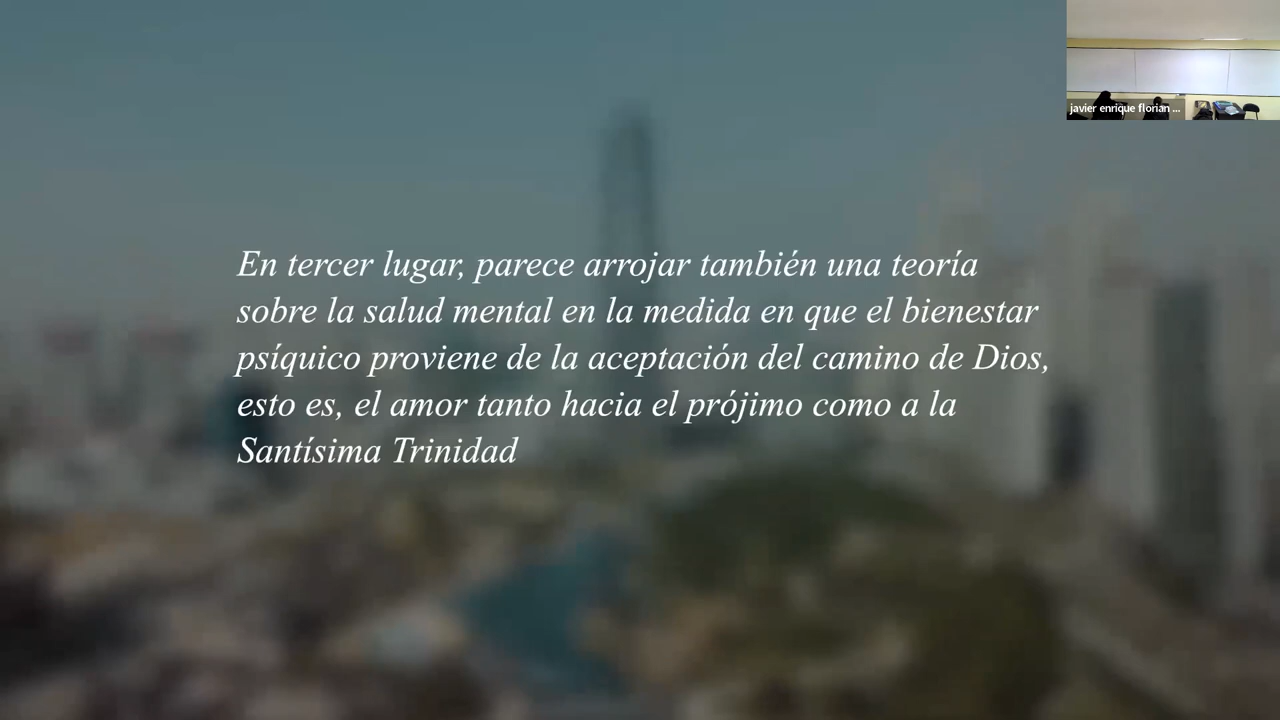 javier enrique florian ...
En tercer lugar, parece arrojar también una teoría
sobre la salud mental en la medida en que el bienestar
psíquico proviene de la aceptación del camino de Dios,
esto es, el amor tanto hacia el prójimo como a la
Santísima Trinidad